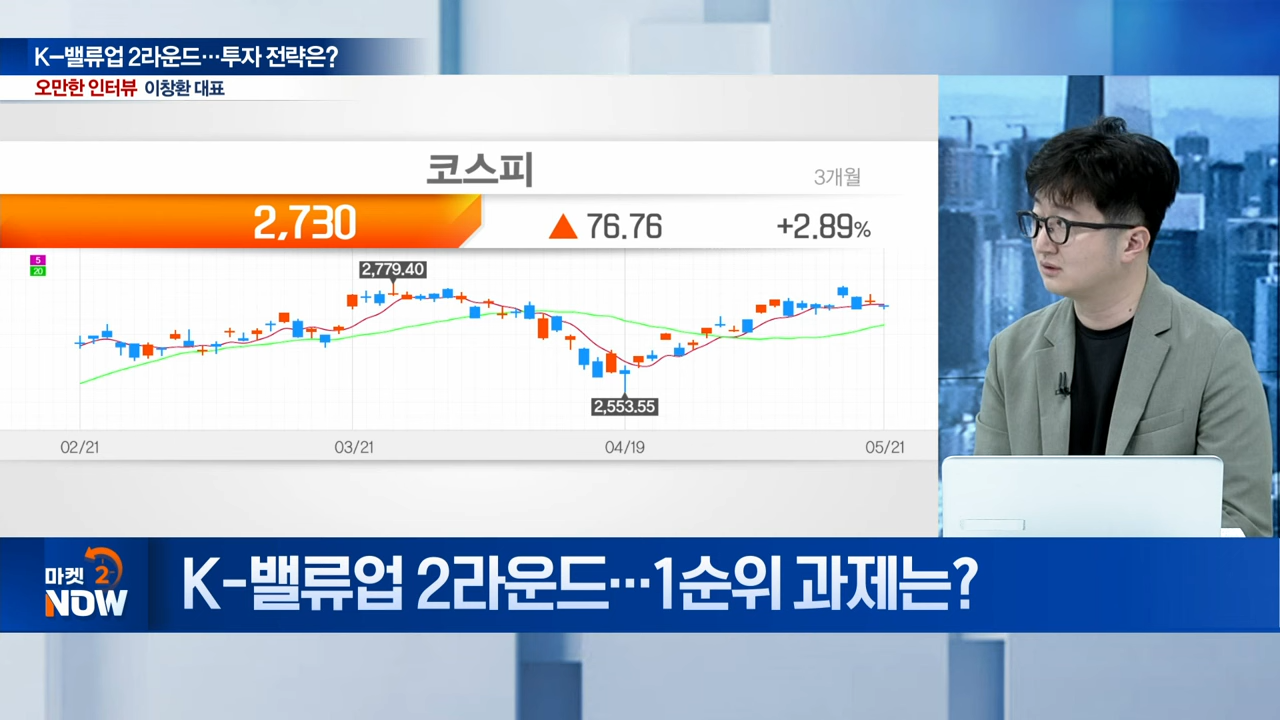 K-밸류업 2라운드…투자 전략은?
오만한 인터뷰 이창환 대표
코스피
3개월
2,730 ▲ 76.76 +2.89%
5
20
2,779.40
2,553.55
02/21 03/21 04/19 05/21
마켓 2
NOW
K-밸류업 2라운드…1순위 과제는?